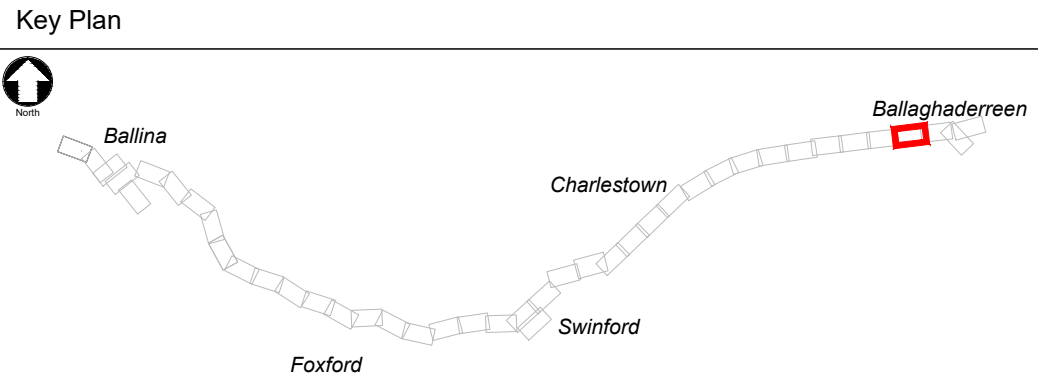 Key Plan
North
Ballina
Ballaghaderreen
Charlestown
Swinford
Foxford